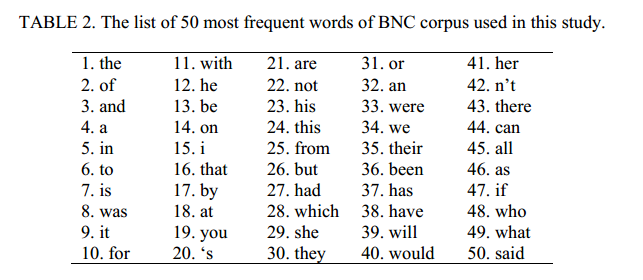 TABLE 2. The list of 50 most frequent words of BNC corpus used in this study.
1. the 11. with 21. are 31. or 41. her
2. of 12. he 22. not 32. an 42. n’t
3. and 13. be 23. his 33. were 43. there
4. a 14. on 24. this 34. we 44. can
5. in 15. i 25. from 35. their 45. all
6. to 16. that 26. but 36. been 46. as
7. is 17. by 27. had 37. has 47. if
8. was 18. at 28. which 38. have 48. who
9. it 19. you 29. she 39. will 49. what
10. for 20. ‘s 30. they 40. would 50. said